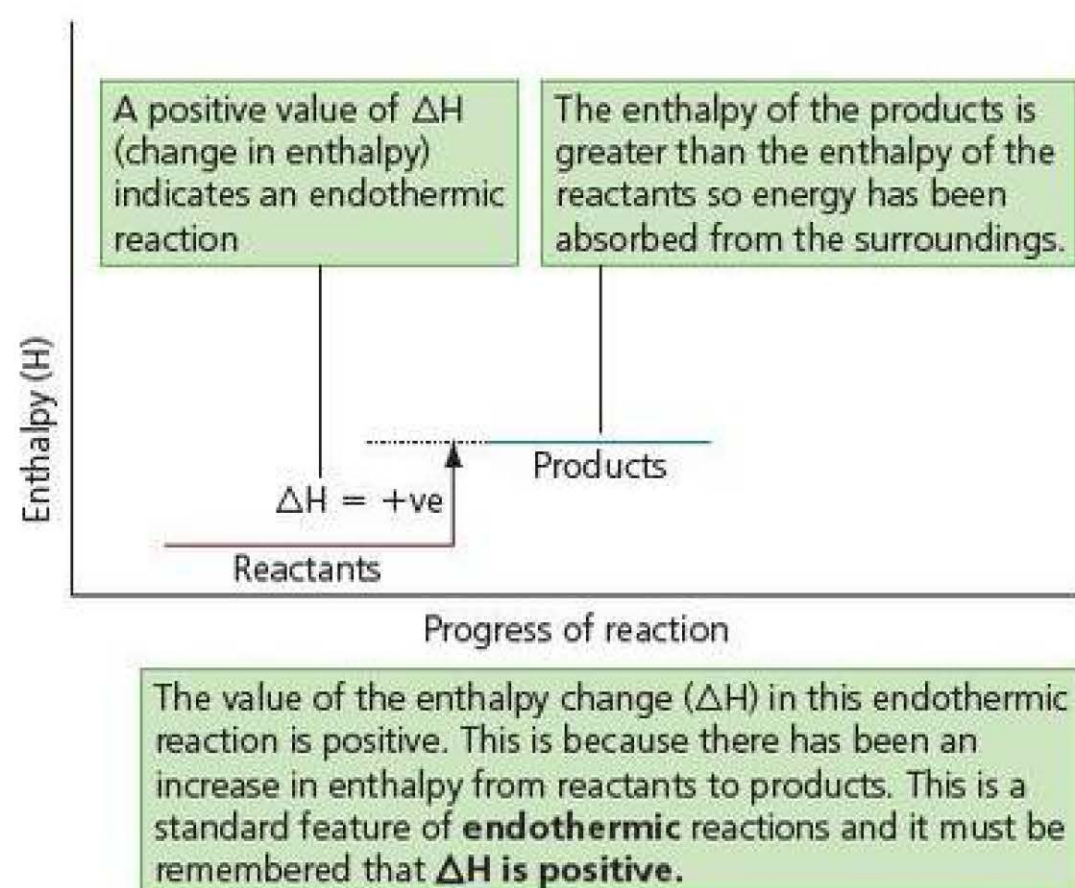 A positive value of ΔH
(change in enthalpy)
indicates an endothermic
reaction
The enthalpy of the products is
greater than the enthalpy of the
reactants so energy has been
absorbed from the surroundings.
Enthalpy (H)
Products
ΔH = +ve
Reactants
Progress of reaction
The value of the enthalpy change (ΔH) in this endothermic
reaction is positive. This is because there has been an
increase in enthalpy from reactants to products. This is a
standard feature of endothermic reactions and it must be
remembered that ΔH is positive.